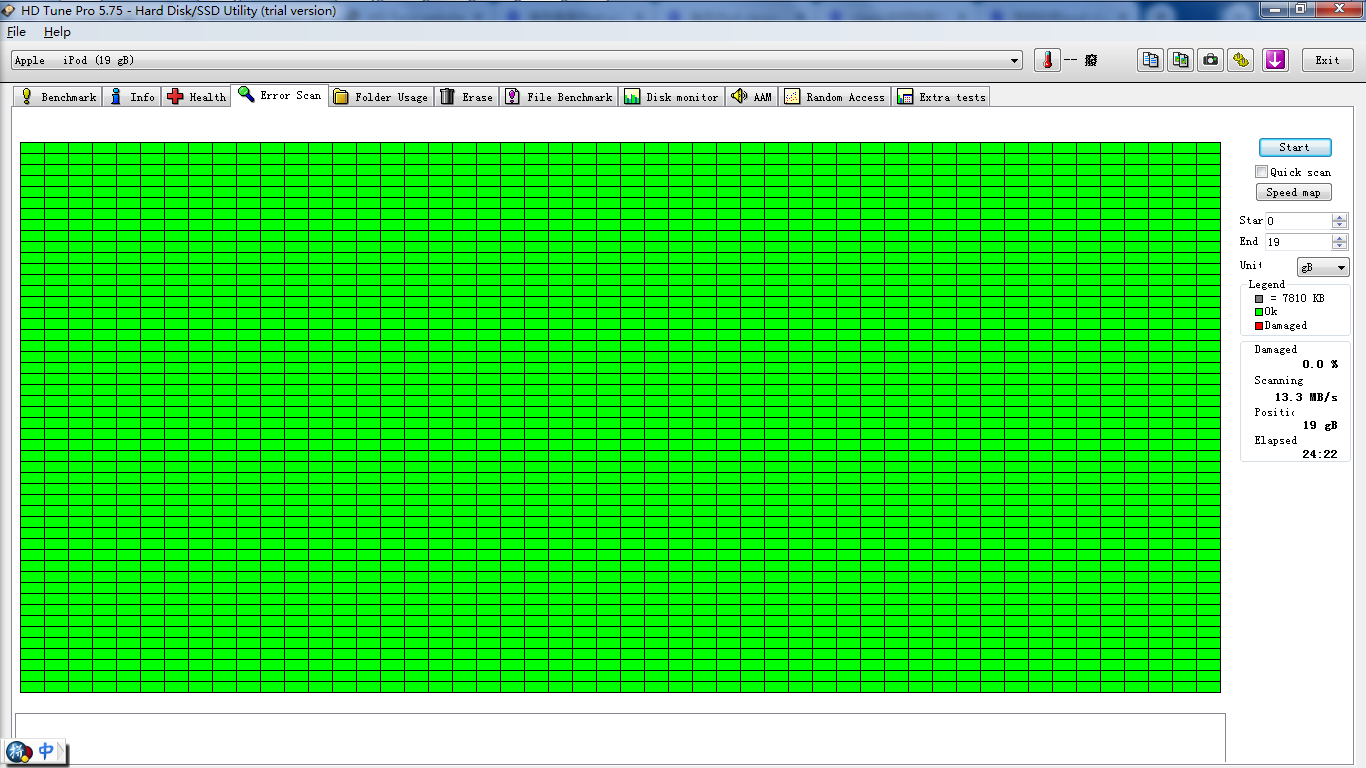 HD Tune Pro 5.75 - Hard Disk/SSD Utility (trial version)
File Help
Apple iPod (19 gB)
-- 癈
Exit
Benchmark Info Health Error Scan Folder Usage Erase File Benchmark Disk monitor AAM Random Access Extra tests
Start
Quick scan
Speed map
Star 0
End 19
Unit gB
Legend
= 7810 KB
Ok
Damaged
Damaged
0.0 %
Scanning
13.3 MB/s
Positic
19 gB
Elapsed
24:22
拼 中